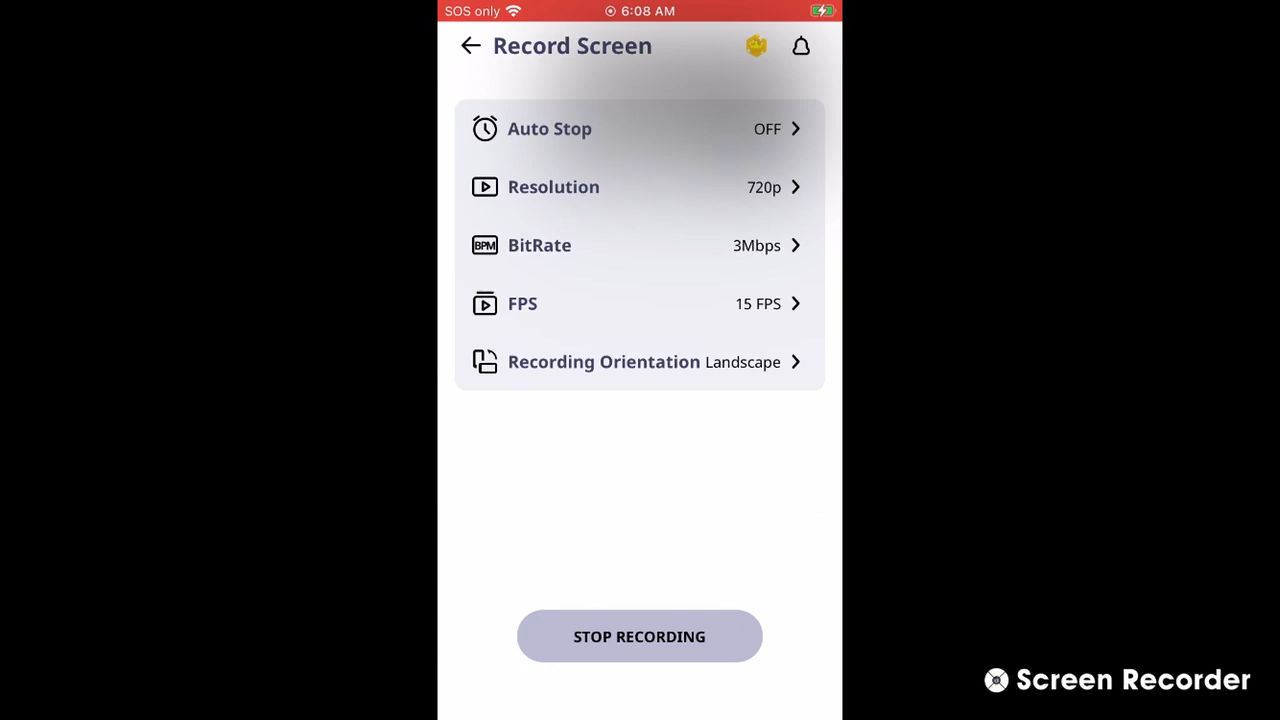 SOS only 6:08 AM
Record Screen
Auto Stop OFF
Resolution 720p
BPM BitRate 3Mbps
FPS 15 FPS
Recording Orientation Landscape
STOP RECORDING
Screen Recorder